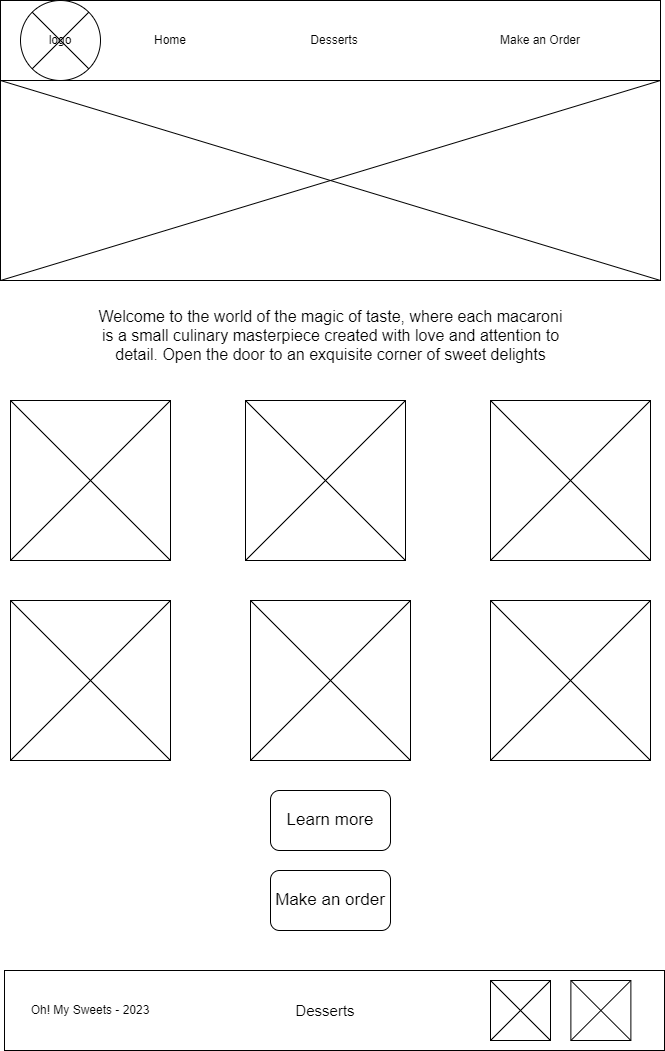 logo
Home
Desserts
Make an Order
Welcome to the world of the magic of taste, where each macaroni
is a small culinary masterpiece created with love and attention to
detail. Open the door to an exquisite corner of sweet delights
Learn more
Make an order
Oh! My Sweets - 2023
Desserts